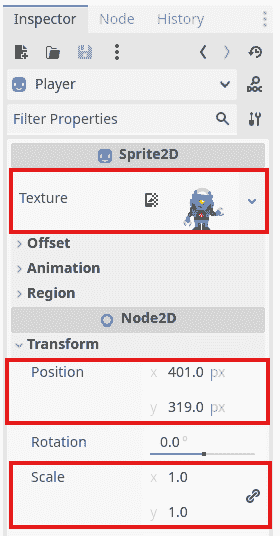 Inspector Node History
Player
Filter Properties
Sprite2D
Texture
> Offset
> Animation
> Region
Node2D
Transform
Position x 401.0 px
y 319.0 px
Rotation 0.0 °
Scale x 1.0
y 1.0